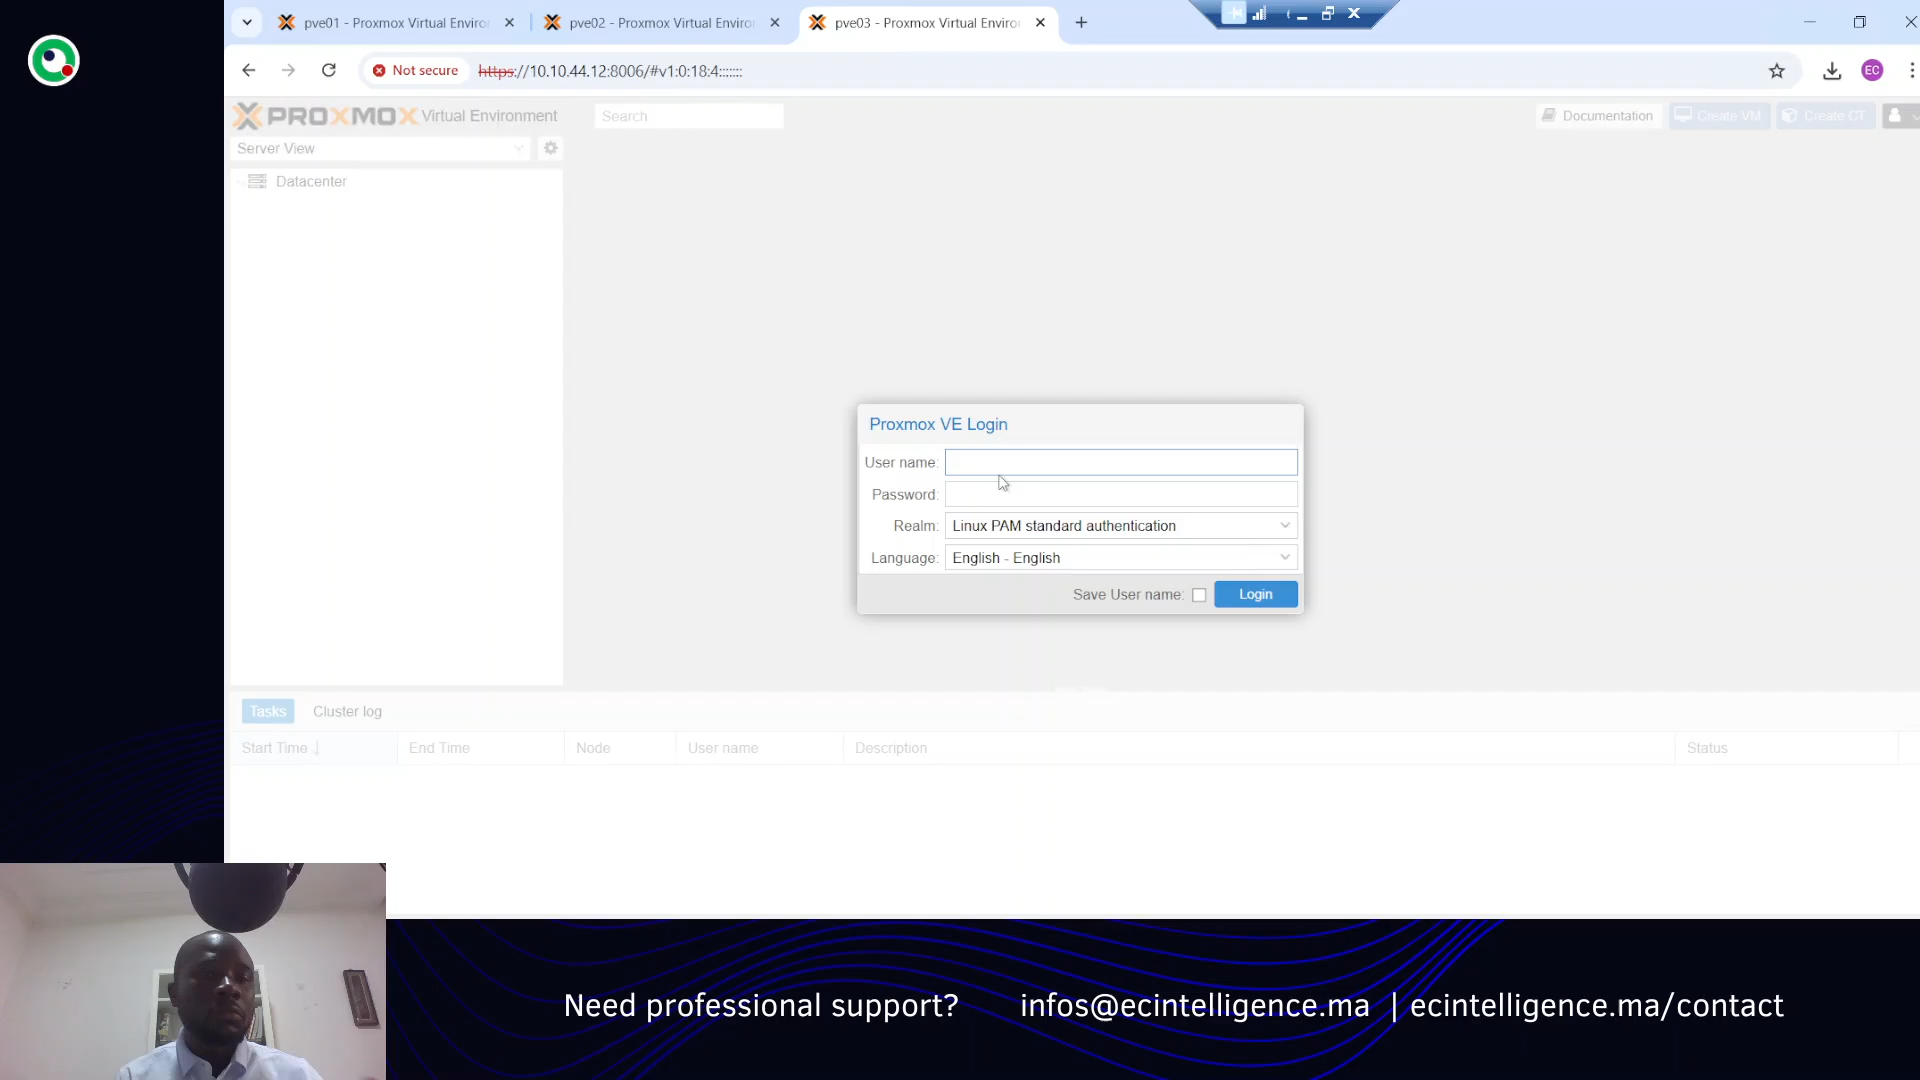 pve01 - Proxmox Virtual Enviro
pve02 - Proxmox Virtual Enviro
pve03 - Proxmox Virtual Enviro
Not secure
https://10.10.44.12:8006/#v1:0:18:4:::::::
EC
PROXMOX Virtual Environment
Search
Documentation
Create VM
Create CT
Server View
Datacenter
Proxmox VE Login
User name:
Password:
Realm: Linux PAM standard authentication
Language: English - English
Save User name:
Login
Tasks
Cluster log
Start Time
End Time
Node
User name
Description
Status
Need professional support?
infos@ecintelligence.ma | ecintelligence.ma/contact